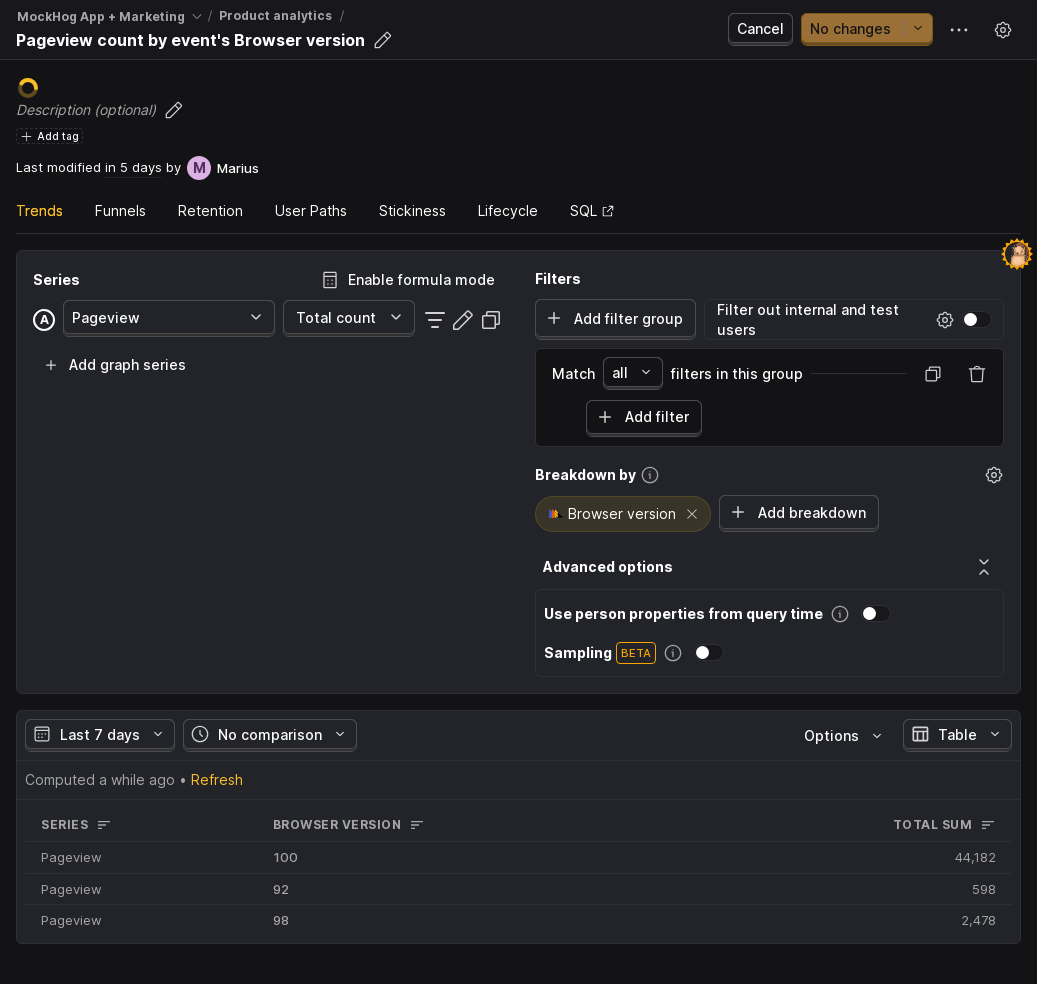 MockHog App + Marketing / Product analytics /
Pageview count by event's Browser version
Cancel
No changes
Description (optional)
Add tag
Last modified in 5 days by M Marius
Trends
Funnels
Retention
User Paths
Stickiness
Lifecycle
SQL
Series
Enable formula mode
A
Pageview
Total count
Add graph series
Filters
Add filter group
Filter out internal and test
users
Match all filters in this group
Add filter
Breakdown by
Browser version
Add breakdown
Advanced options
Use person properties from query time
Sampling BETA
Last 7 days
No comparison
Options
Table
Computed a while ago • Refresh
SERIES BROWSER VERSION TOTAL SUM
Pageview 100 44,182
Pageview 92 598
Pageview 98 2,478